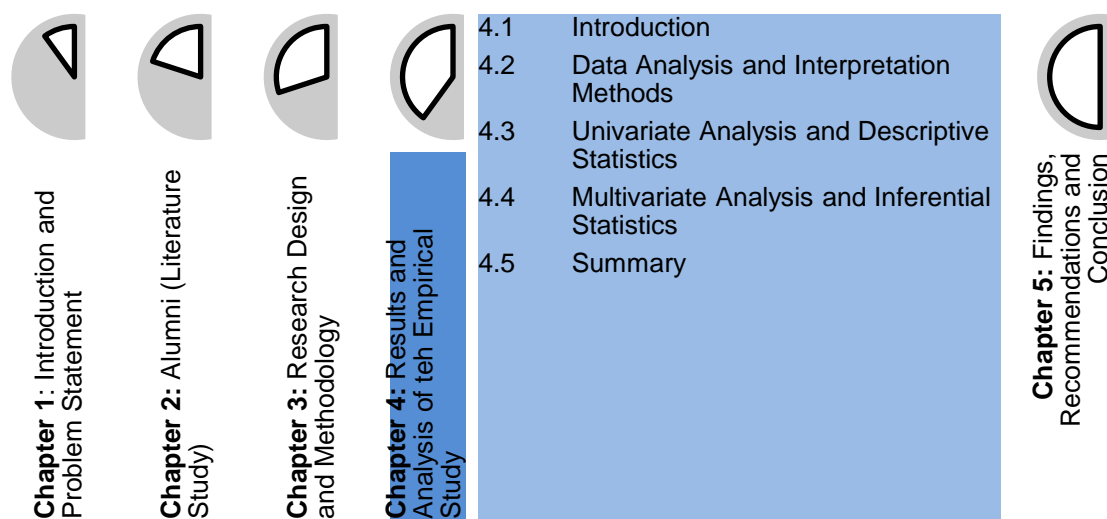 Chapter 1: Introduction and
Problem Statement
Chapter 2: Alumni (Literature
Study)
Chapter 3: Research Design
and Methodology
Chapter 4: Results and
Analysis of teh Empirical
Study
4.1 Introduction
4.2 Data Analysis and Interpretation
Methods
4.3 Univariate Analysis and Descriptive
Statistics
4.4 Multivariate Analysis and Inferential
Statistics
4.5 Summary
Chapter 5: Findings,
Recommendations and
Conclusion